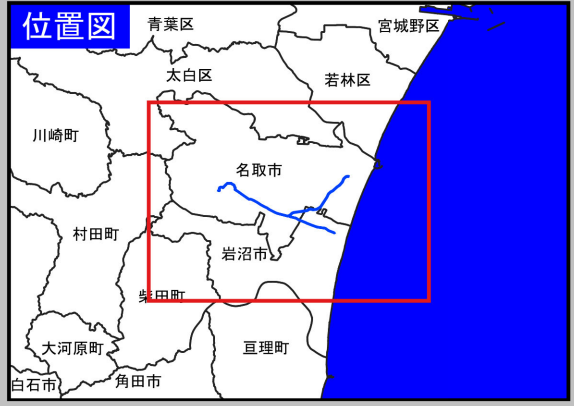 位置図
青葉区
宮城野区
太白区
若林区
川崎町
名取市
村田町
岩沼市
柴田町
大河原町
亘理町
白石市
角田市